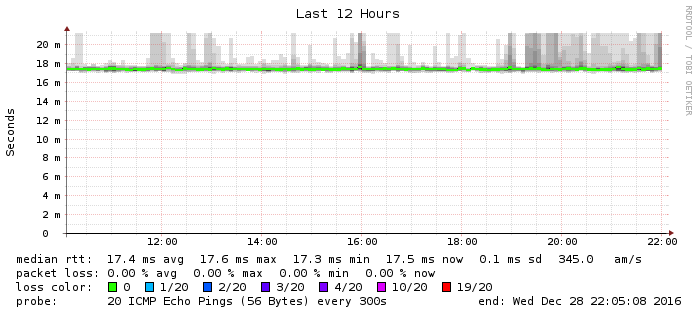 Last 12 Hours
RRDTOOL / TOBI OETIKER
Seconds
20 m
18 m
16 m
14 m
12 m
10 m
8 m
6 m
4 m
2 m
0
12:00 14:00 16:00 18:00 20:00 22:00
median rtt: 17.4 ms avg 17.6 ms max 17.3 ms min 17.5 ms now 0.1 ms sd 345.0 am/s
packet loss: 0.00 % avg 0.00 % max 0.00 % min 0.00 % now
loss color: 0 1/20 2/20 3/20 4/20 10/20 19/20
probe: 20 ICMP Echo Pings (56 Bytes) every 300s end: Wed Dec 28 22:05:08 2016